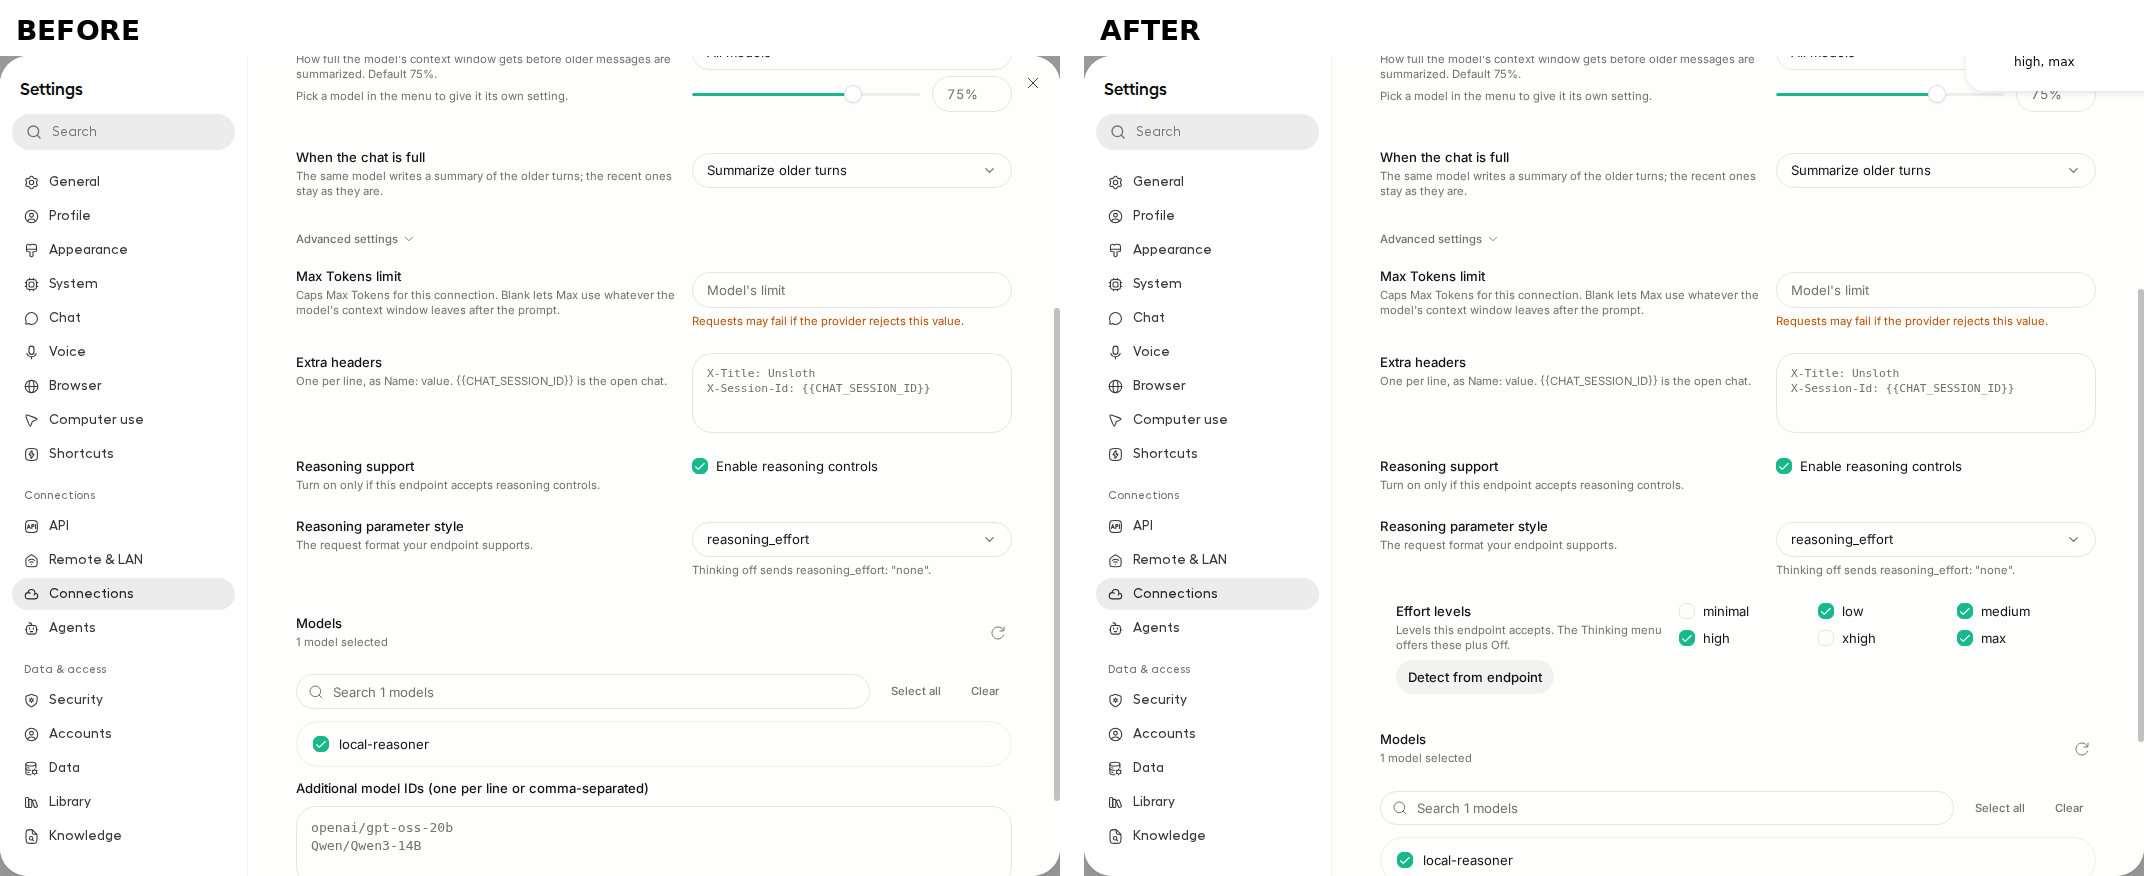 BEFORE
Settings
Search
General
Profile
Appearance
System
Chat
Voice
Browser
Computer use
Shortcuts
Connections
API
Remote & LAN
Connections
Agents
Data & access
Security
Accounts
Data
Library
Knowledge
How full the model's context window gets before older messages are
summarized. Default 75%.
Pick a model in the menu to give it its own setting.
75%
When the chat is full
The same model writes a summary of the older turns; the recent ones
stay as they are.
Summarize older turns
Advanced settings
Max Tokens limit
Caps Max Tokens for this connection. Blank lets Max use whatever the
model's context window leaves after the prompt.
Model's limit
Requests may fail if the provider rejects this value.
Extra headers
One per line, as Name: value. {{CHAT_SESSION_ID}} is the open chat.
X-Title: Unsloth
X-Session-Id: {{CHAT_SESSION_ID}}
Reasoning support
Turn on only if this endpoint accepts reasoning controls.
Enable reasoning controls
Reasoning parameter style
The request format your endpoint supports.
reasoning_effort
Thinking off sends reasoning_effort: "none".
Models
1 model selected
Search 1 models
Select all
Clear
local-reasoner
Additional model IDs (one per line or comma-separated)
openai/gpt-oss-20b
Qwen/Qwen3-14B
AFTER
Settings
Search
General
Profile
Appearance
System
Chat
Voice
Browser
Computer use
Shortcuts
Connections
API
Remote & LAN
Connections
Agents
Data & access
Security
Accounts
Data
Library
Knowledge
high, max
How full the model's context window gets before older messages are
summarized. Default 75%.
Pick a model in the menu to give it its own setting.
75%
When the chat is full
The same model writes a summary of the older turns; the recent ones
stay as they are.
Summarize older turns
Advanced settings
Max Tokens limit
Caps Max Tokens for this connection. Blank lets Max use whatever the
model's context window leaves after the prompt.
Model's limit
Requests may fail if the provider rejects this value.
Extra headers
One per line, as Name: value. {{CHAT_SESSION_ID}} is the open chat.
X-Title: Unsloth
X-Session-Id: {{CHAT_SESSION_ID}}
Reasoning support
Turn on only if this endpoint accepts reasoning controls.
Enable reasoning controls
Reasoning parameter style
The request format your endpoint supports.
reasoning_effort
Thinking off sends reasoning_effort: "none".
Effort levels
Levels this endpoint accepts. The Thinking menu
offers these plus Off.
Detect from endpoint
minimal
low
medium
high
xhigh
max
Models
1 model selected
Search 1 models
Select all
Clear
local-reasoner